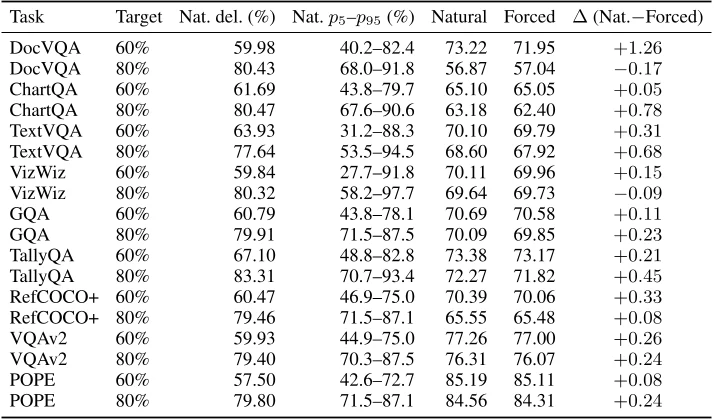 Task Target Nat. del. (%) Nat. p5–p95 (%) Natural Forced Δ (Nat.−Forced)
DocVQA 60% 59.98 40.2–82.4 73.22 71.95 +1.26
DocVQA 80% 80.43 68.0–91.8 56.87 57.04 −0.17
ChartQA 60% 61.69 43.8–79.7 65.10 65.05 +0.05
ChartQA 80% 80.47 67.6–90.6 63.18 62.40 +0.78
TextVQA 60% 63.93 31.2–88.3 70.10 69.79 +0.31
TextVQA 80% 77.64 53.5–94.5 68.60 67.92 +0.68
VizWiz 60% 59.84 27.7–91.8 70.11 69.96 +0.15
VizWiz 80% 80.32 58.2–97.7 69.64 69.73 −0.09
GQA 60% 60.79 43.8–78.1 70.69 70.58 +0.11
GQA 80% 79.91 71.5–87.5 70.09 69.85 +0.23
TallyQA 60% 67.10 48.8–82.8 73.38 73.17 +0.21
TallyQA 80% 83.31 70.7–93.4 72.27 71.82 +0.45
RefCOCO+ 60% 60.47 46.9–75.0 70.39 70.06 +0.33
RefCOCO+ 80% 79.46 71.5–87.1 65.55 65.48 +0.08
VQAv2 60% 59.93 44.9–75.0 77.26 77.00 +0.26
VQAv2 80% 79.40 70.3–87.5 76.31 76.07 +0.24
POPE 60% 57.50 42.6–72.7 85.19 85.11 +0.08
POPE 80% 79.80 71.5–87.1 84.56 84.31 +0.24